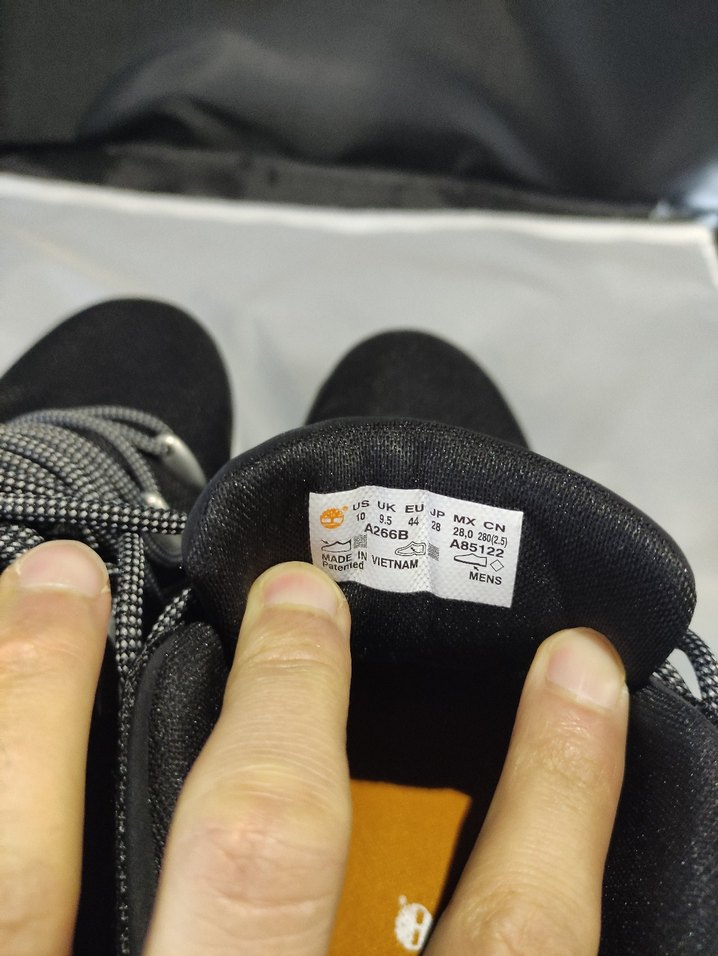 US UK EU JP MX CN
10 9.5 44 28 28,0 280(2.5)
A266B A85122
MADE IN VIETNAM
Patented MENS